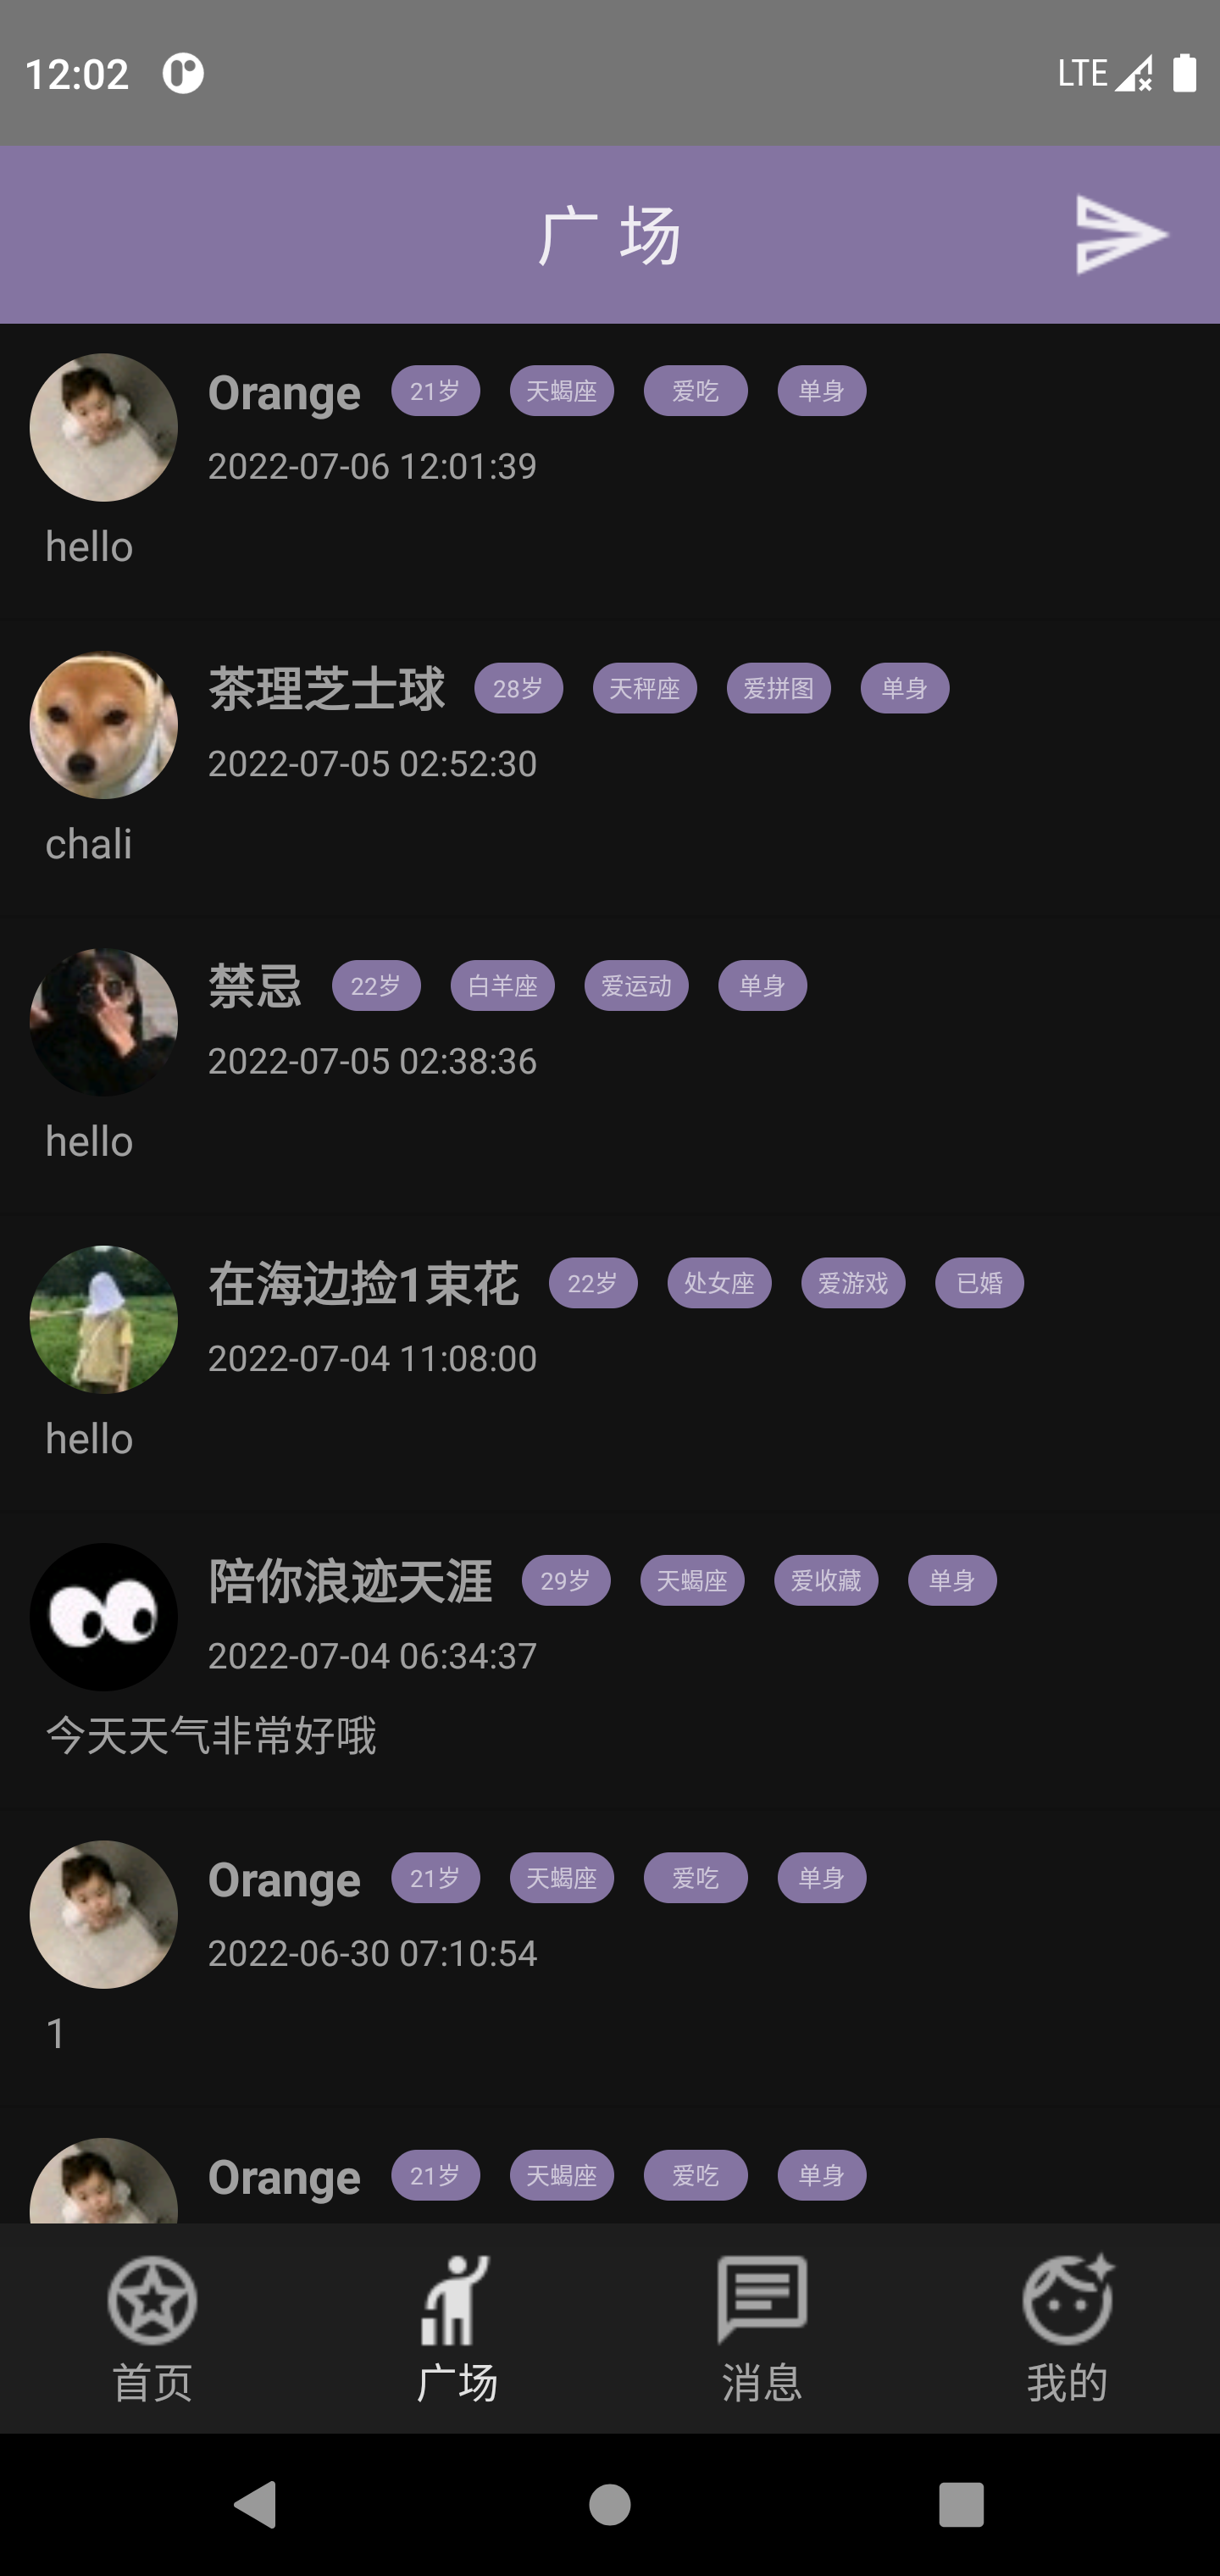 12:02 LTE
广 场
Orange 21岁 天蝎座 爱吃 单身
2022-07-06 12:01:39
hello
茶理芝士球 28岁 天秤座 爱拼图 单身
2022-07-05 02:52:30
chali
禁忌 22岁 白羊座 爱运动 单身
2022-07-05 02:38:36
hello
在海边捡1束花 22岁 处女座 爱游戏 已婚
2022-07-04 11:08:00
hello
陪你浪迹天涯 29岁 天蝎座 爱收藏 单身
2022-07-04 06:34:37
今天天气非常好哦
Orange 21岁 天蝎座 爱吃 单身
2022-06-30 07:10:54
1
Orange 21岁 天蝎座 爱吃 单身
首页 广场 消息 我的